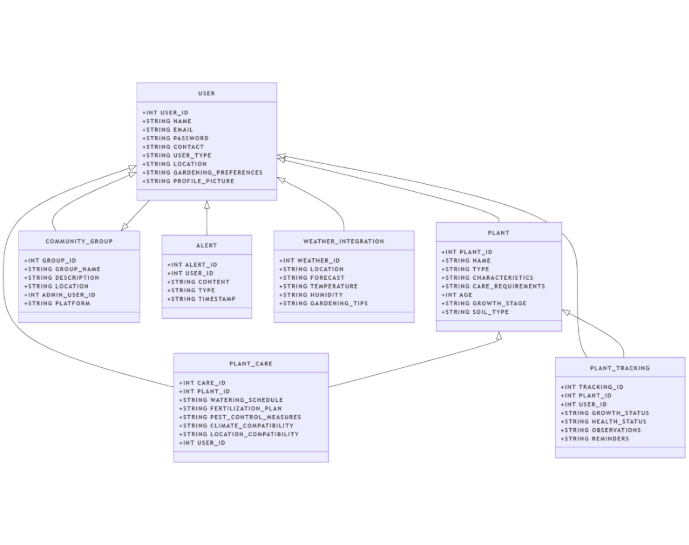 USER
+INT USER_ID
+STRING NAME
+STRING EMAIL
+STRING PASSWORD
+STRING CONTACT
+STRING USER_TYPE
+STRING LOCATION
+STRING GARDENING_PREFERENCES
+STRING PROFILE_PICTURE
COMMUNITY_GROUP
+INT GROUP_ID
+STRING GROUP_NAME
+STRING DESCRIPTION
+STRING LOCATION
+INT ADMIN_USER_ID
+STRING PLATFORM
ALERT
+INT ALERT_ID
+INT USER_ID
+STRING CONTENT
+STRING TYPE
+STRING TIMESTAMP
WEATHER_INTEGRATION
+INT WEATHER_ID
+STRING LOCATION
+STRING FORECAST
+STRING TEMPERATURE
+STRING HUMIDITY
+STRING GARDENING_TIPS
PLANT
+INT PLANT_ID
+STRING NAME
+STRING TYPE
+STRING CHARACTERISTICS
+STRING CARE_REQUIREMENTS
+INT AGE
+STRING GROWTH_STAGE
+STRING SOIL_TYPE
PLANT_CARE
+INT CARE_ID
+INT PLANT_ID
+STRING WATERING_SCHEDULE
+STRING FERTILIZATION_PLAN
+STRING PEST_CONTROL_MEASURES
+STRING CLIMATE_COMPATIBILITY
+STRING LOCATION_COMPATIBILITY
+INT USER_ID
PLANT_TRACKING
+INT TRACKING_ID
+INT PLANT_ID
+INT USER_ID
+STRING GROWTH_STATUS
+STRING HEALTH_STATUS
+STRING OBSERVATIONS
+STRING REMINDERS